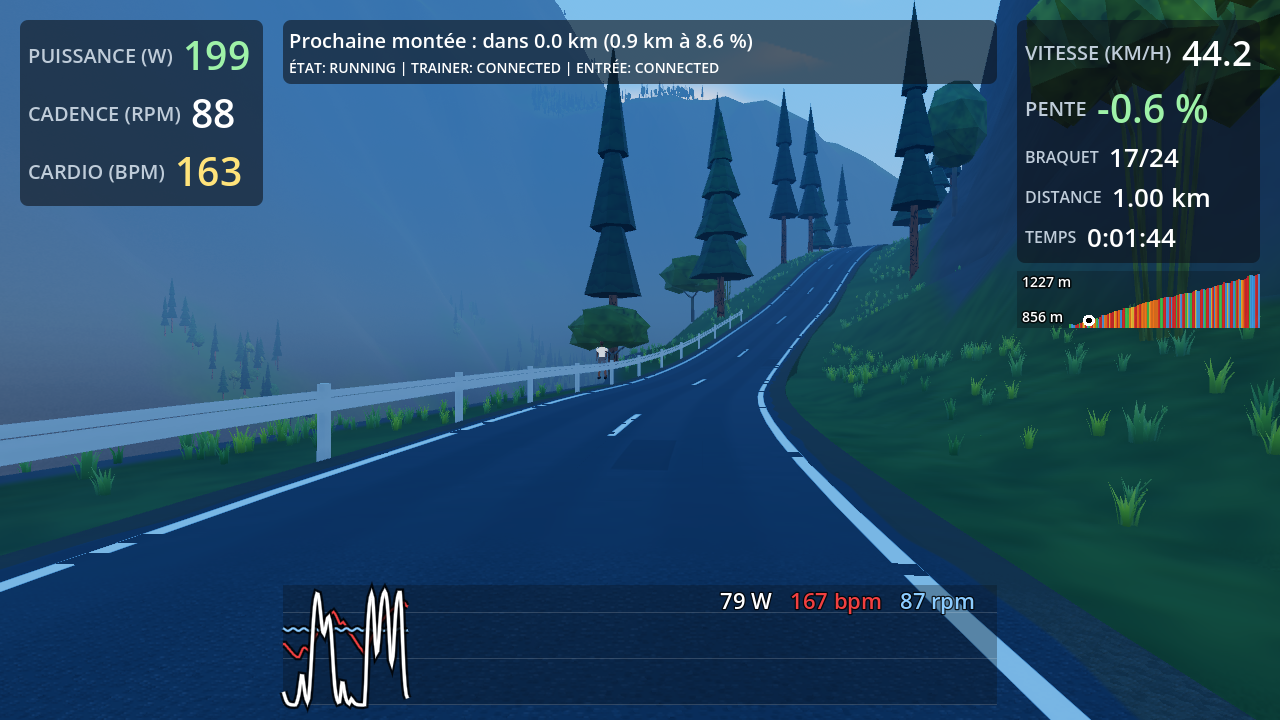 PUISSANCE (W) 199
CADENCE (RPM) 88
CARDIO (BPM) 163
Prochaine montée : dans 0.0 km (0.9 km à 8.6 %)
ÉTAT: RUNNING | TRAINER: CONNECTED | ENTRÉE: CONNECTED
VITESSE (KM/H) 44.2
PENTE -0.6 %
BRAQUET 17/24
DISTANCE 1.00 km
TEMPS 0:01:44
1227 m
856 m
79 W 167 bpm 87 rpm